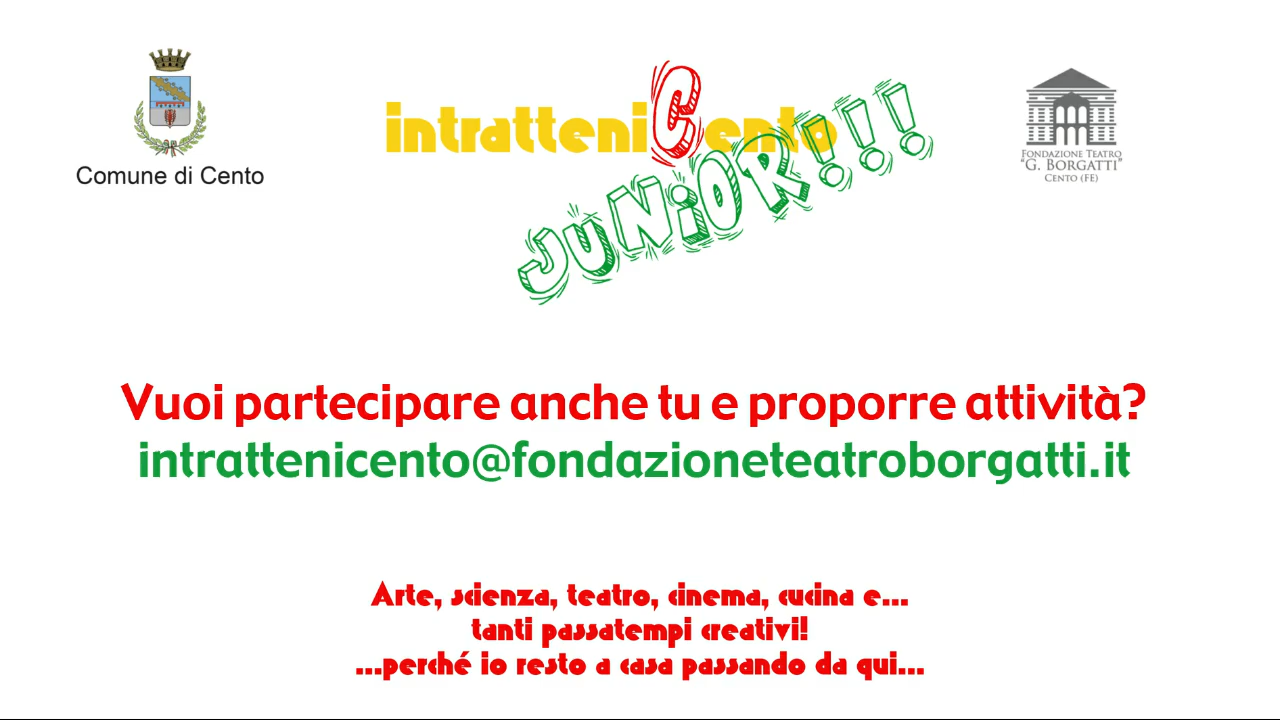 Comune di Cento
intratteniCento
JUNiOR!!!
FONDAZIONE TEATRO
"G. BORGATTI"
CENTO (FE)
Vuoi partecipare anche tu e proporre attività?
intrattenicento@fondazioneteatroborgatti.it
Arte, scienza, teatro, cinema, cucina e...
tanti passatempi creativi!
...perché io resto a casa passando da qui...